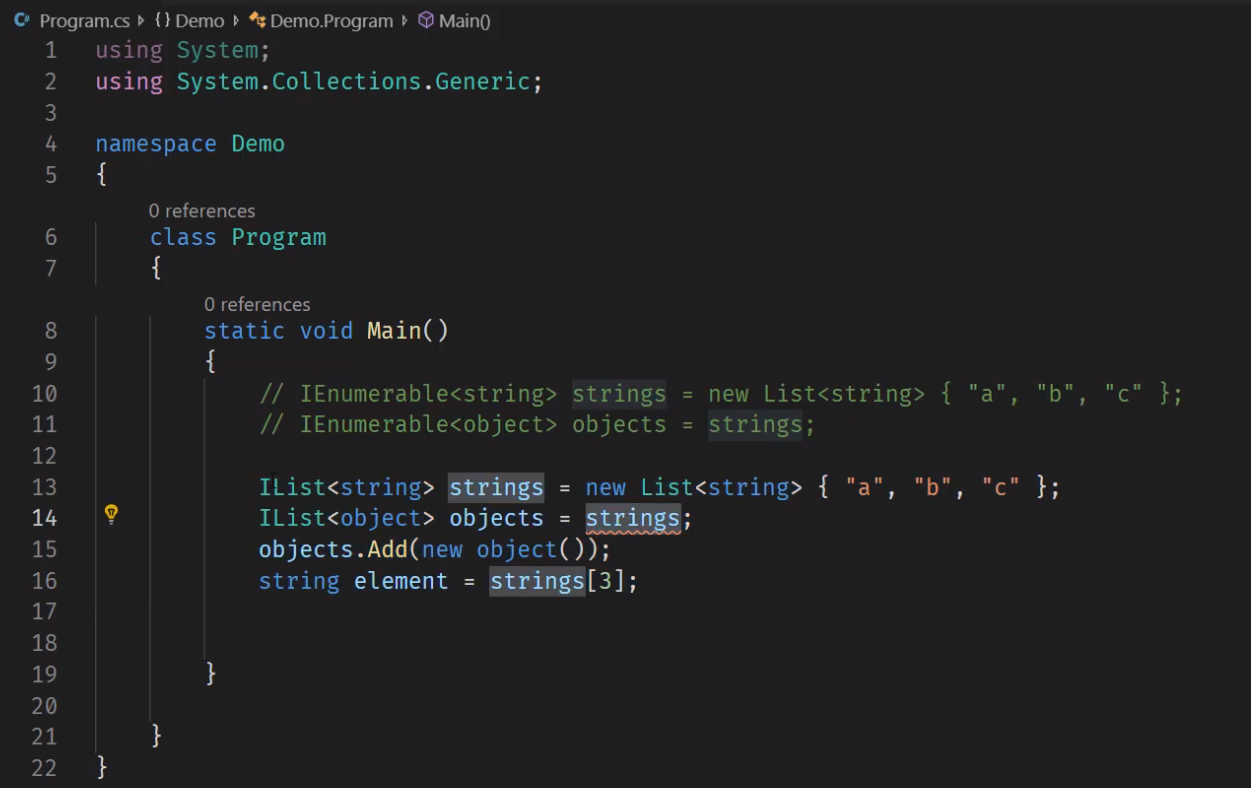 Program.cs {} Demo Demo.Program Main()
1 using System;
2 using System.Collections.Generic;
3
4 namespace Demo
5 {
0 references
6 class Program
7 {
0 references
8 static void Main()
9 {
10 // IEnumerable<string> strings = new List<string> { "a", "b", "c" };
11 // IEnumerable<object> objects = strings;
12
13 IList<string> strings = new List<string> { "a", "b", "c" };
14 IList<object> objects = strings;
15 objects.Add(new object());
16 string element = strings[3];
17
18
19 }
20
21 }
22 }